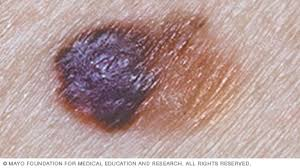 © MAYO FOUNDATION FOR MEDICAL EDUCATION AND RESEARCH. ALL RIGHTS RESERVED.